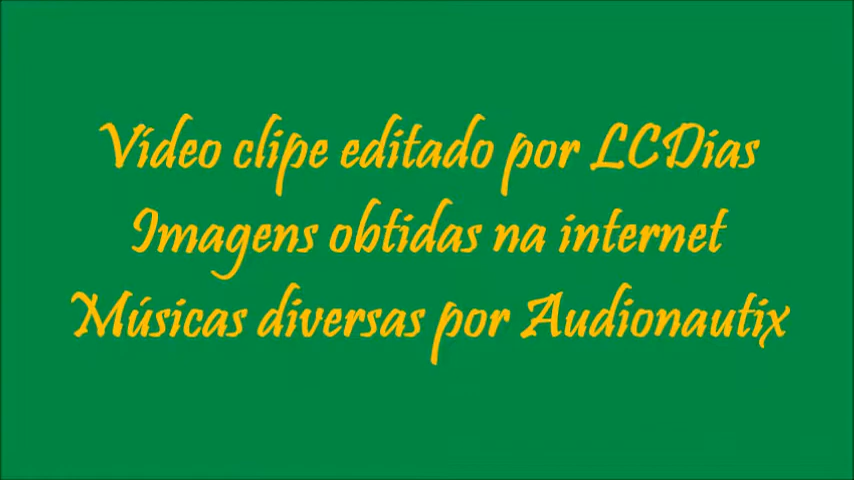 Vídeo clipe editado por LCDias
Imagens obtidas na internet
Músicas diversas por Audionautix